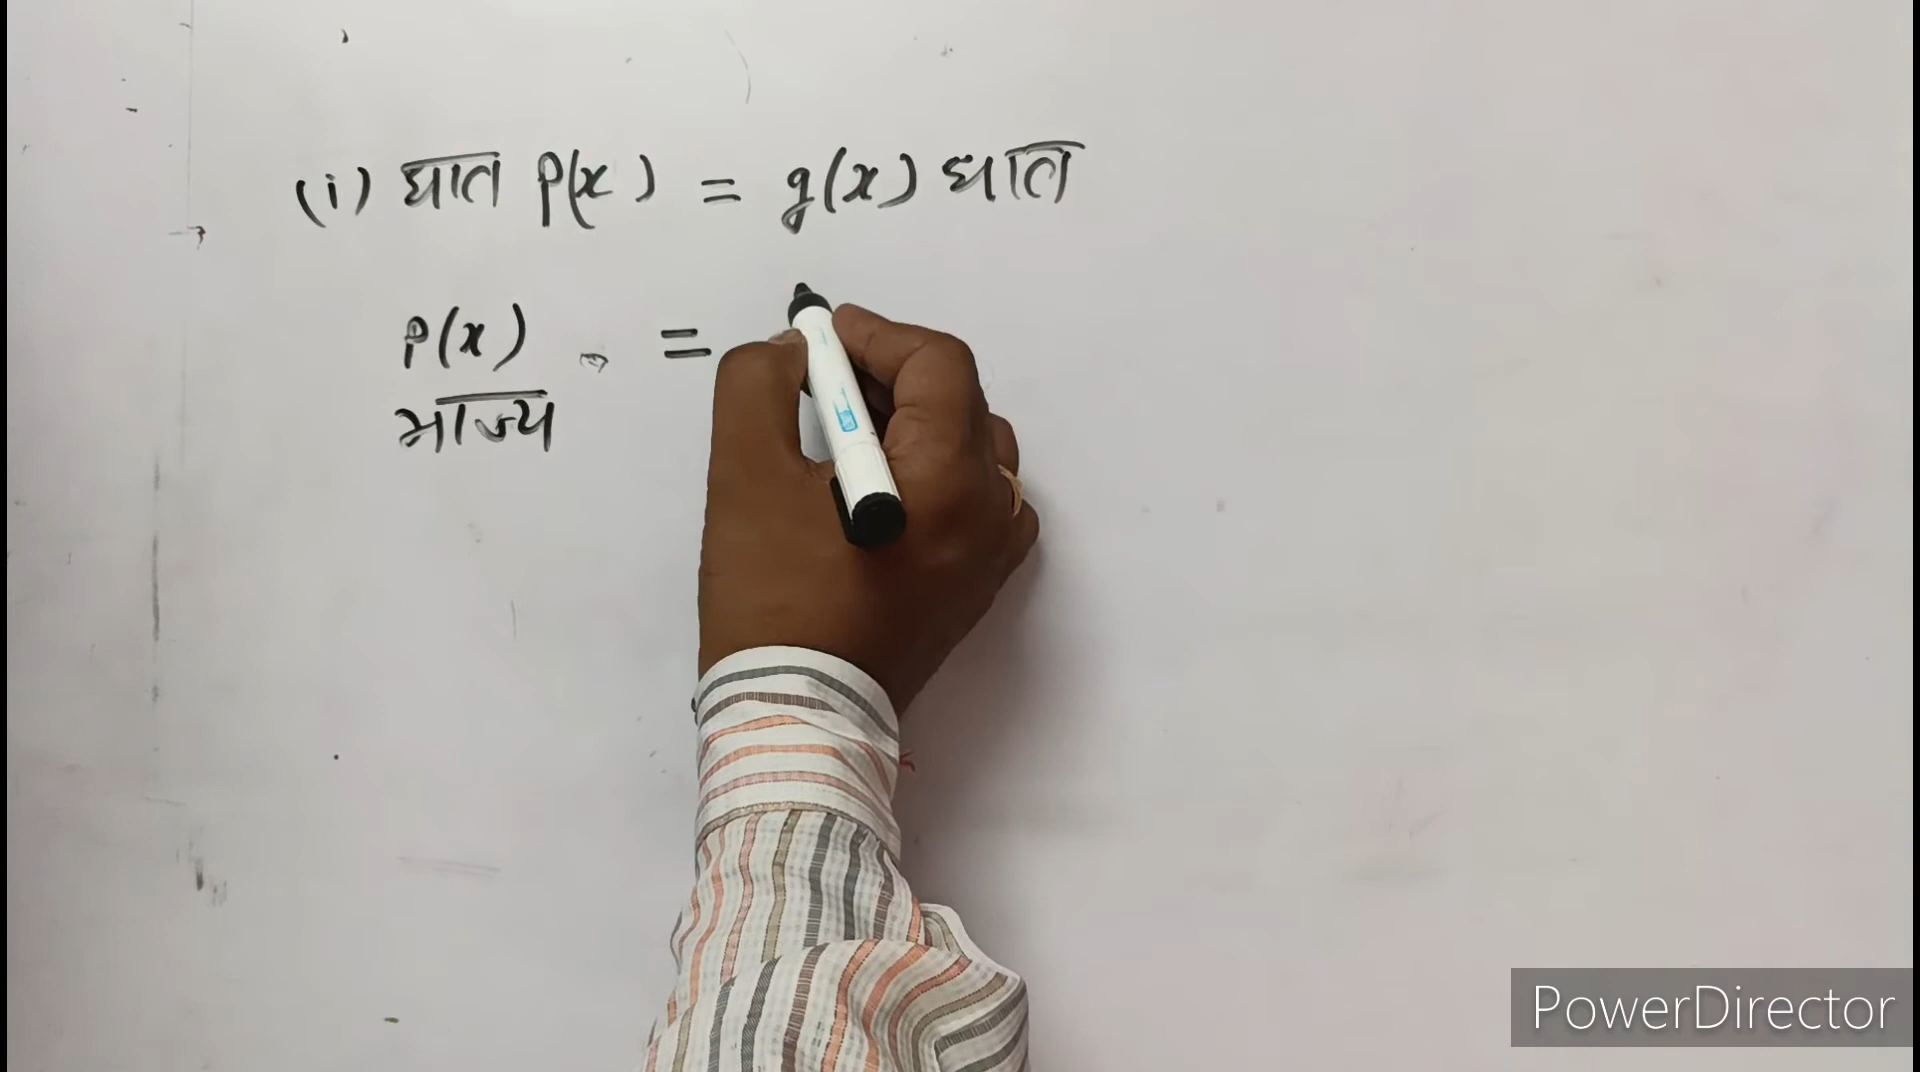 (i) घात P(x) = g(x) घात
P(x) =
भाज्य
PowerDirector